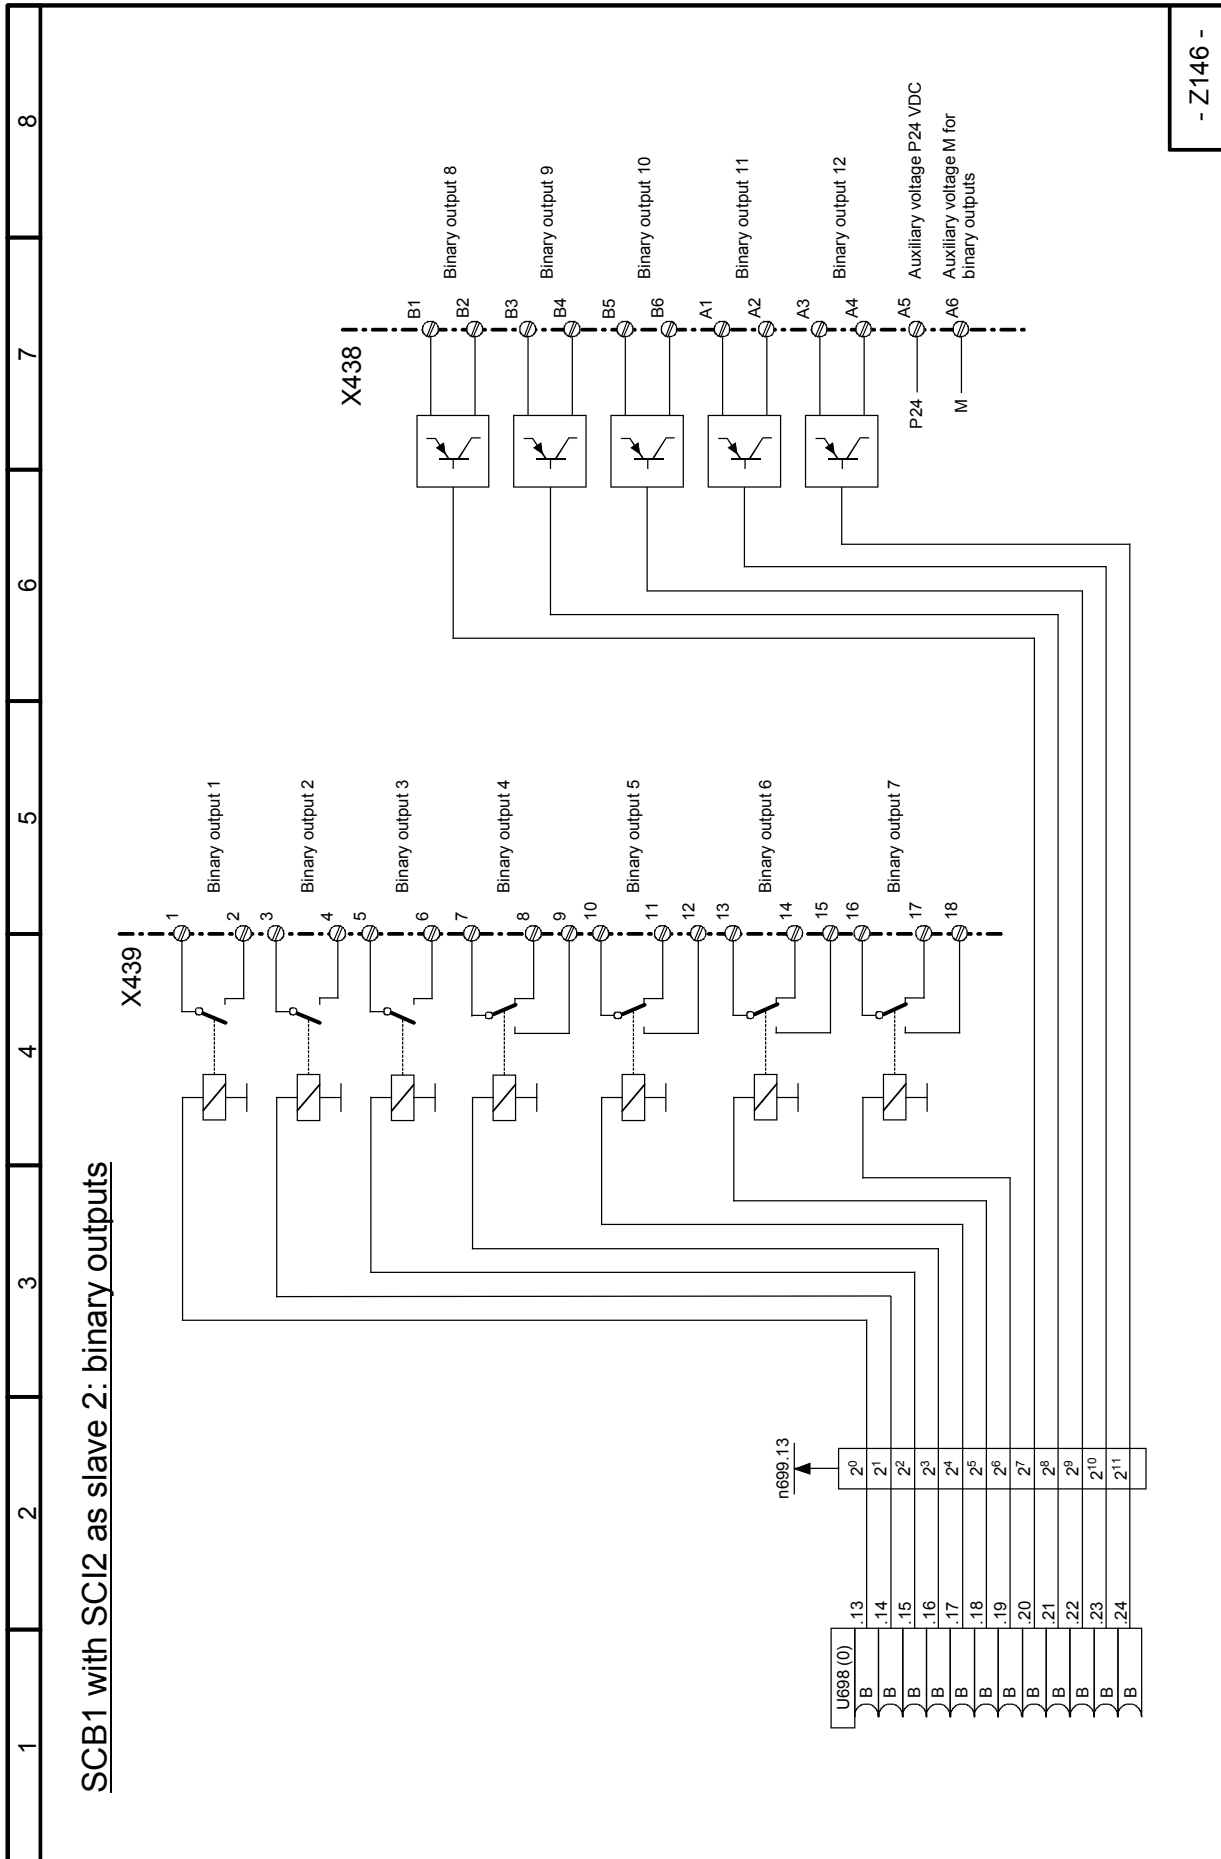 SCB1 with SCI2 as slave 2: binary outputs
1
2
3
4
5
6
7
8
- Z146 -
X439
1
2
Binary output 1
3
4
Binary output 2
5
6
Binary output 3
7
8
9
Binary output 4
10
11
12
Binary output 5
13
14
15
Binary output 6
16
17
18
Binary output 7
X438
B1
B2
Binary output 8
B3
B4
Binary output 9
B5
B6
Binary output 10
A1
A2
Binary output 11
A3
A4
Binary output 12
P24
A5
Auxiliary voltage P24 VDC
M
A6
Auxiliary voltage M for
binary outputs
n699.13
U698 (0)
B .13 2⁰
B .14 2¹
B .15 2²
B .16 2³
B .17 2⁴
B .18 2⁵
B .19 2⁶
B .20 2⁷
B .21 2⁸
B .22 2⁹
B .23 2¹⁰
B .24 2¹¹